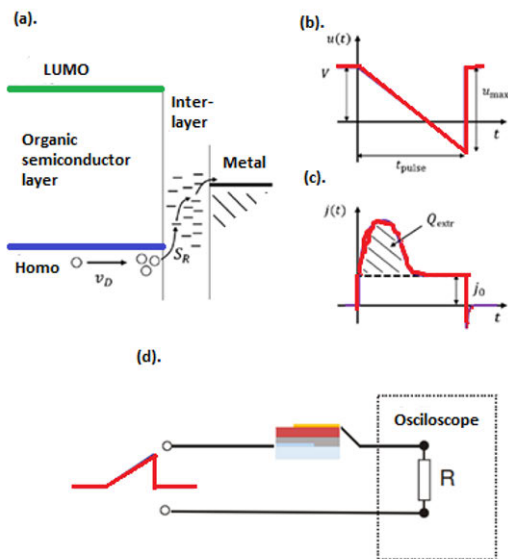 (a).
LUMO
Inter-
layer
Organic
semiconductor
layer
Metal
Homo
v_D
S_R
(b).
u(t)
V
u_max
t
t_pulse
(c).
j(t)
Q_extr
j_0
t
(d).
Osciloscope
R